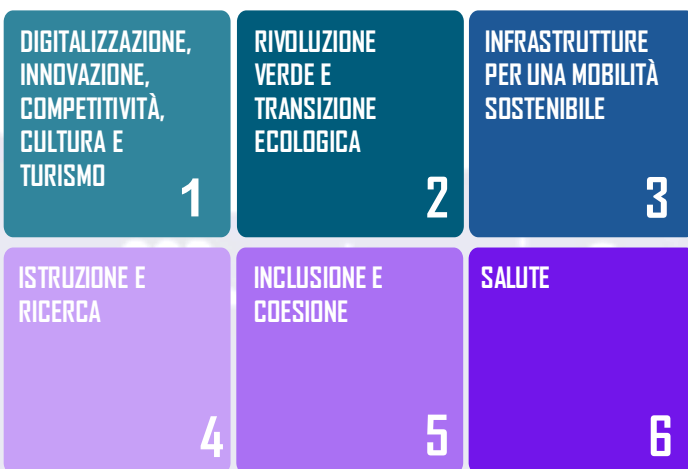 DIGITALIZZAZIONE,
INNOVAZIONE,
COMPETITIVITÀ,
CULTURA E
TURISMO
1
RIVOLUZIONE
VERDE E
TRANSIZIONE
ECOLOGICA
2
INFRASTRUTTURE
PER UNA MOBILITÀ
SOSTENIBILE
3
ISTRUZIONE E
RICERCA
4
INCLUSIONE E
COESIONE
5
SALUTE
6